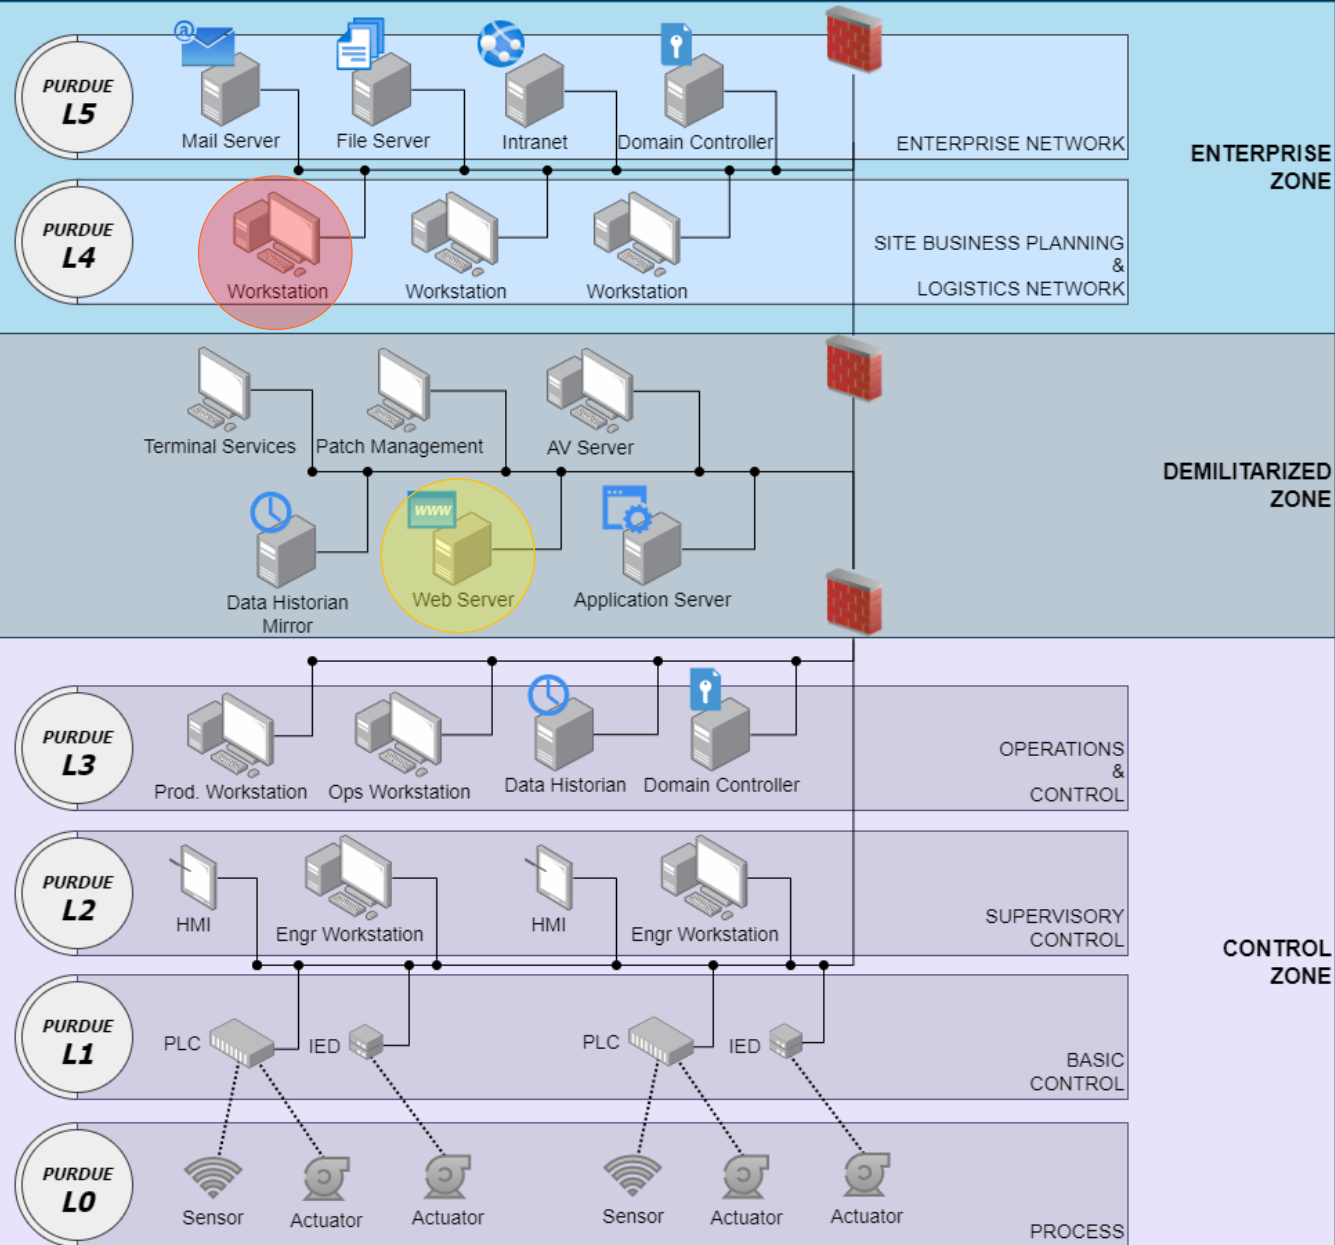 PURDUE
L5
@
Mail Server
File Server
Intranet
Domain Controller
ENTERPRISE NETWORK
ENTERPRISE
ZONE
PURDUE
L4
Workstation
Workstation
Workstation
SITE BUSINESS PLANNING
&
LOGISTICS NETWORK
Terminal Services
Patch Management
AV Server
DEMILITARIZED
ZONE
www
Data Historian
Mirror
Web Server
Application Server
PURDUE
L3
Prod. Workstation
Ops Workstation
Data Historian
Domain Controller
OPERATIONS
&
CONTROL
PURDUE
L2
HMI
Engr Workstation
HMI
Engr Workstation
SUPERVISORY
CONTROL
CONTROL
ZONE
PURDUE
L1
PLC
IED
PLC
IED
BASIC
CONTROL
PURDUE
L0
Sensor
Actuator
Actuator
Sensor
Actuator
Actuator
PROCESS